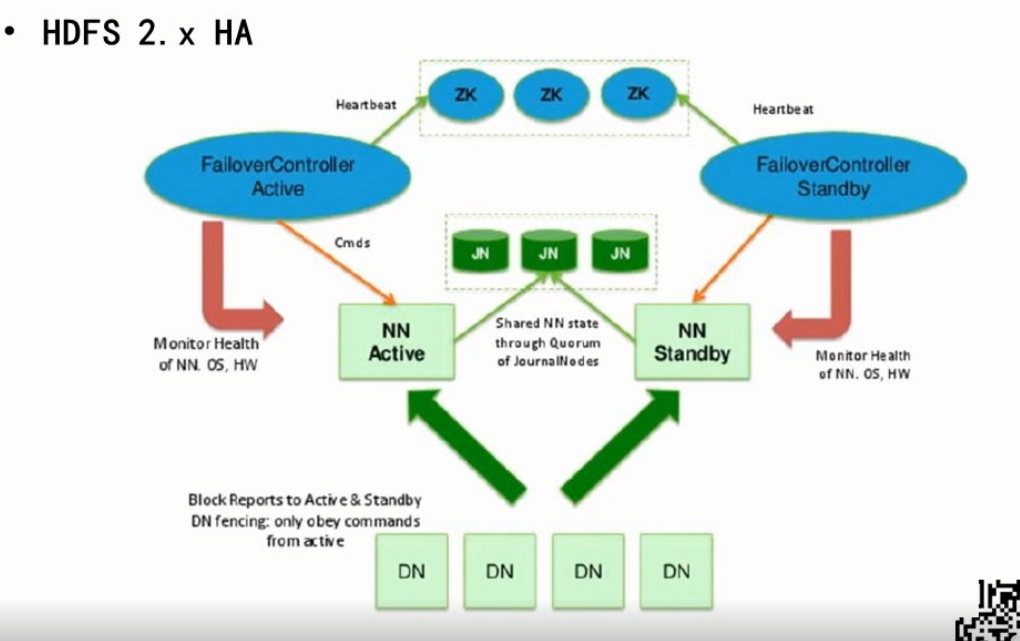 • HDFS 2.x HA
ZK
ZK
ZK
Heartbeat
Heartbeat
FailoverController
Active
FailoverController
Standby
Cmds
JN
JN
JN
Monitor Health
of NN. OS, HW
NN
Active
Shared NN state
through Quorum
of JournalNodes
NN
Standby
Monitor Health
of NN. OS, HW
Block Reports to Active & Standby
DN fencing: only obey commands
from active
DN
DN
DN
DN